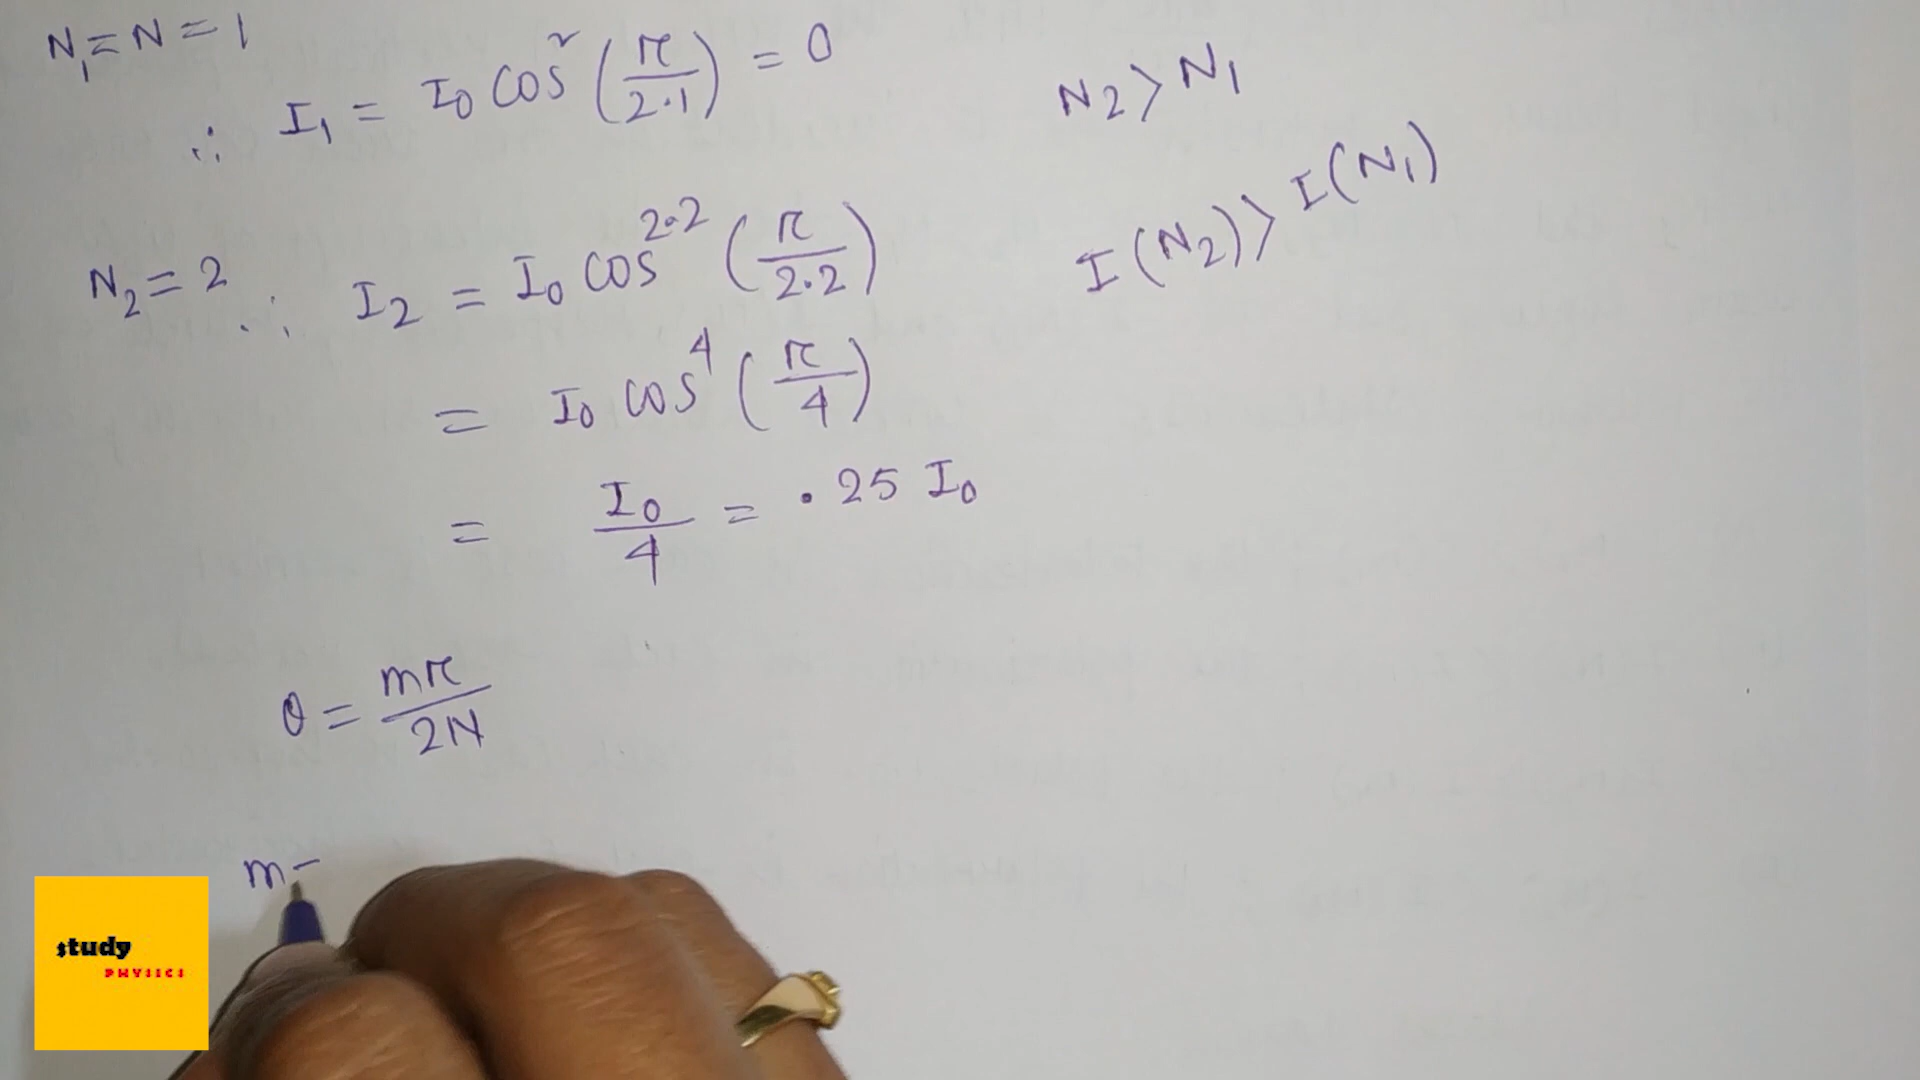 N₁ = N = 1
∴ I₁ = I₀ cos² (π/2·1) = 0
N₂ > N₁
I(N₂) > I(N₁)
N₂ = 2 ∴ I₂ = I₀ cos^2·2 (π/2·2)
= I₀ cos⁴ (π/4)
= I₀/4 = .25 I₀
θ = mπ/2N
m-
study
PHYSICS